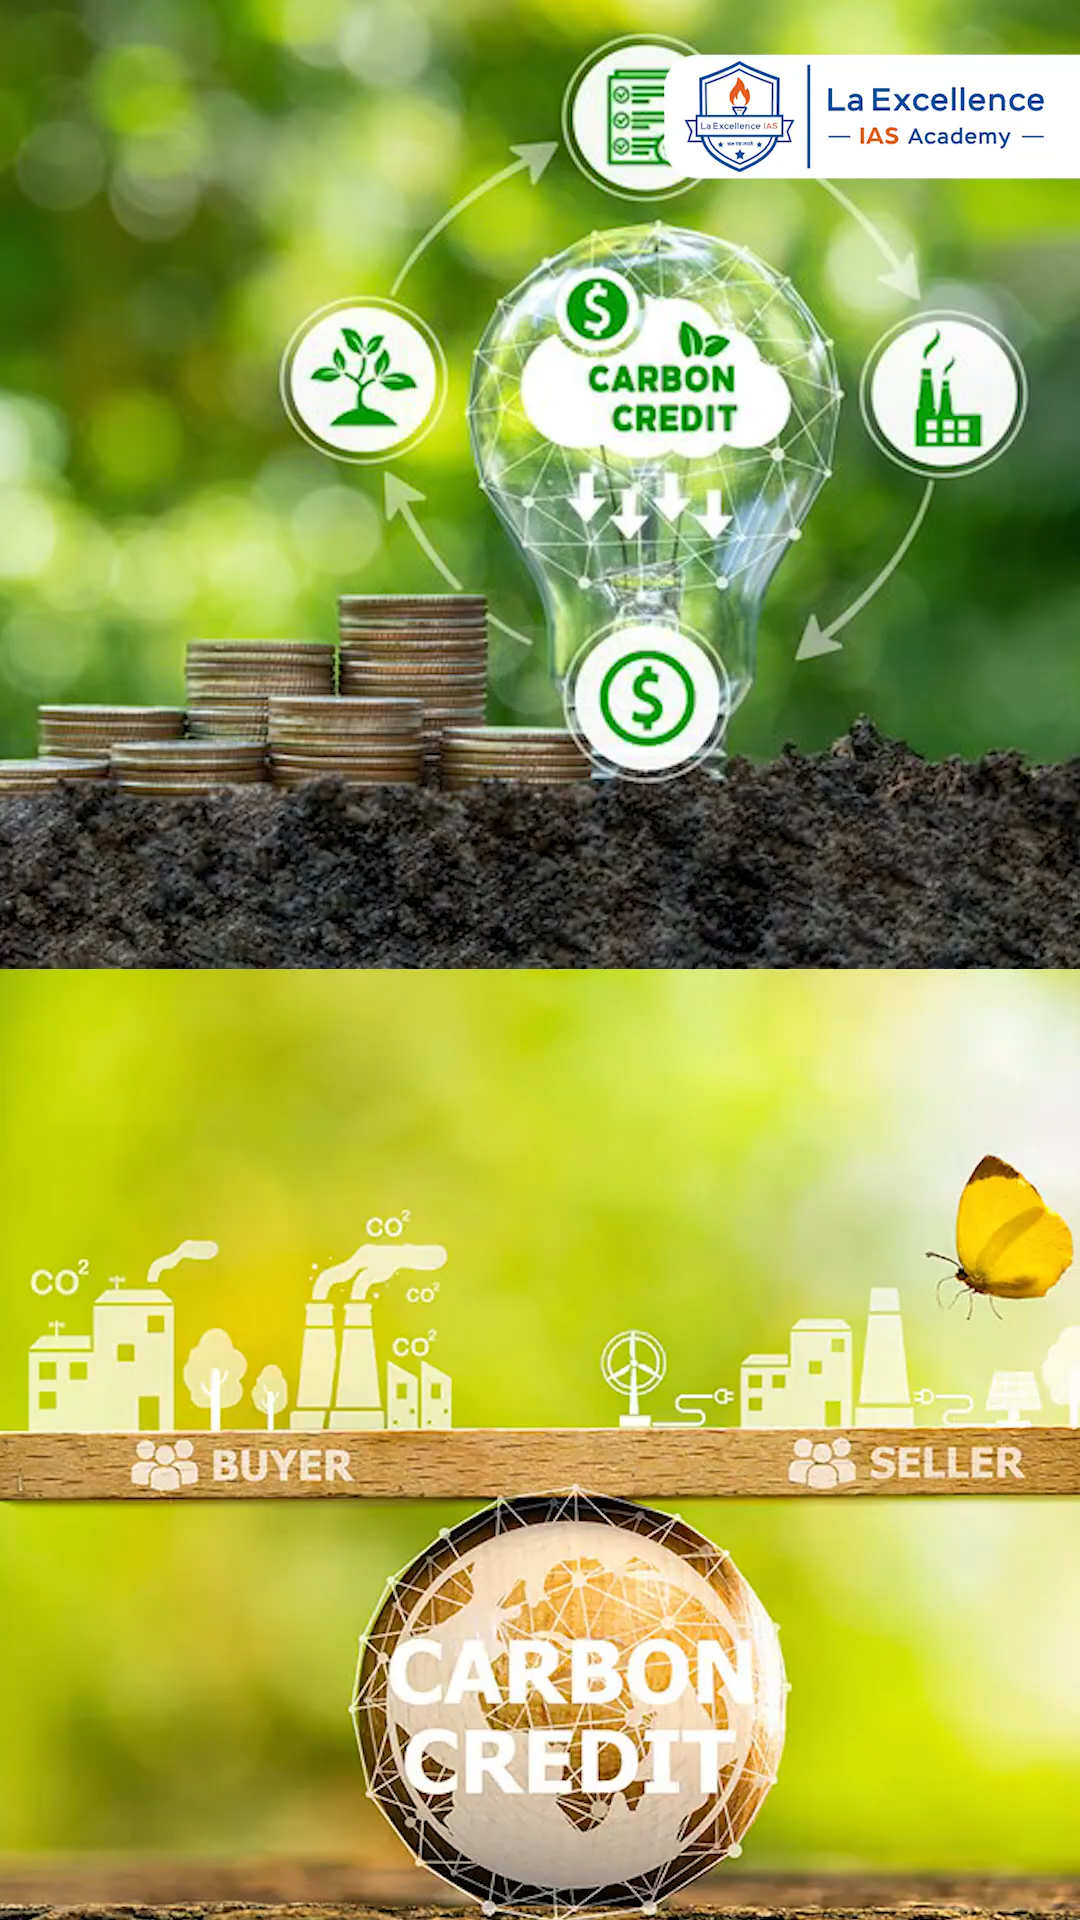 La Excellence
IAS Academy
La Excellence IAS
$
CARBON
CREDIT
$
CO²
CO²
CO²
CO²
BUYER
SELLER
CARBON
CREDIT